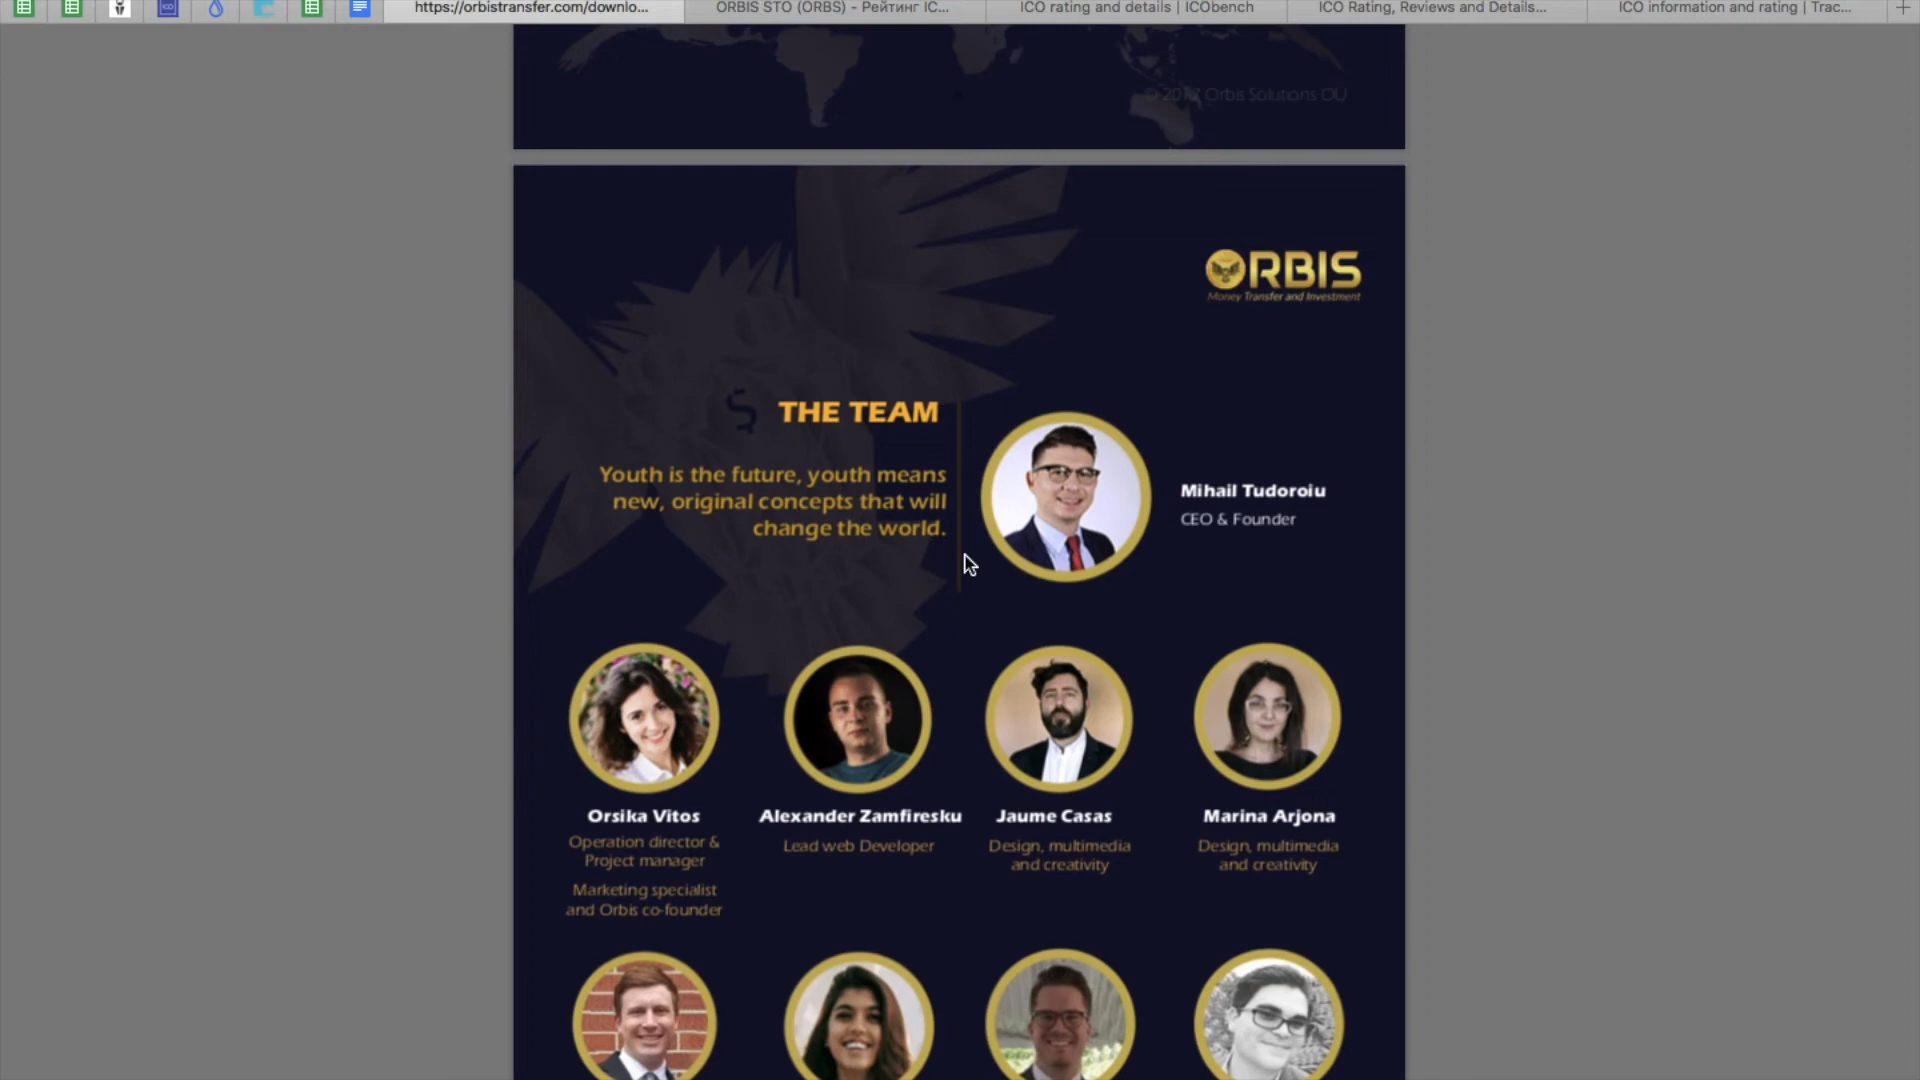 https://orbistransfer.com/downlo...
ORBIS STO (ORBS) – Рейтинг IC...
ICO rating and details | ICObench
ICO Rating, Reviews and Details...
ICO information and rating | Trac...
© 2017 Orbis Solutions OÜ
ORBIS
Money Transfer and Investment
$
THE TEAM
Youth is the future, youth means
new, original concepts that will
change the world.
Mihail Tudoroiu
CEO & Founder
Orsika Vitos
Operation director &
Project manager
Marketing specialist
and Orbis co-founder
Alexander Zamfiresku
Lead web Developer
Jaume Casas
Design, multimedia
and creativity
Marina Arjona
Design, multimedia
and creativity